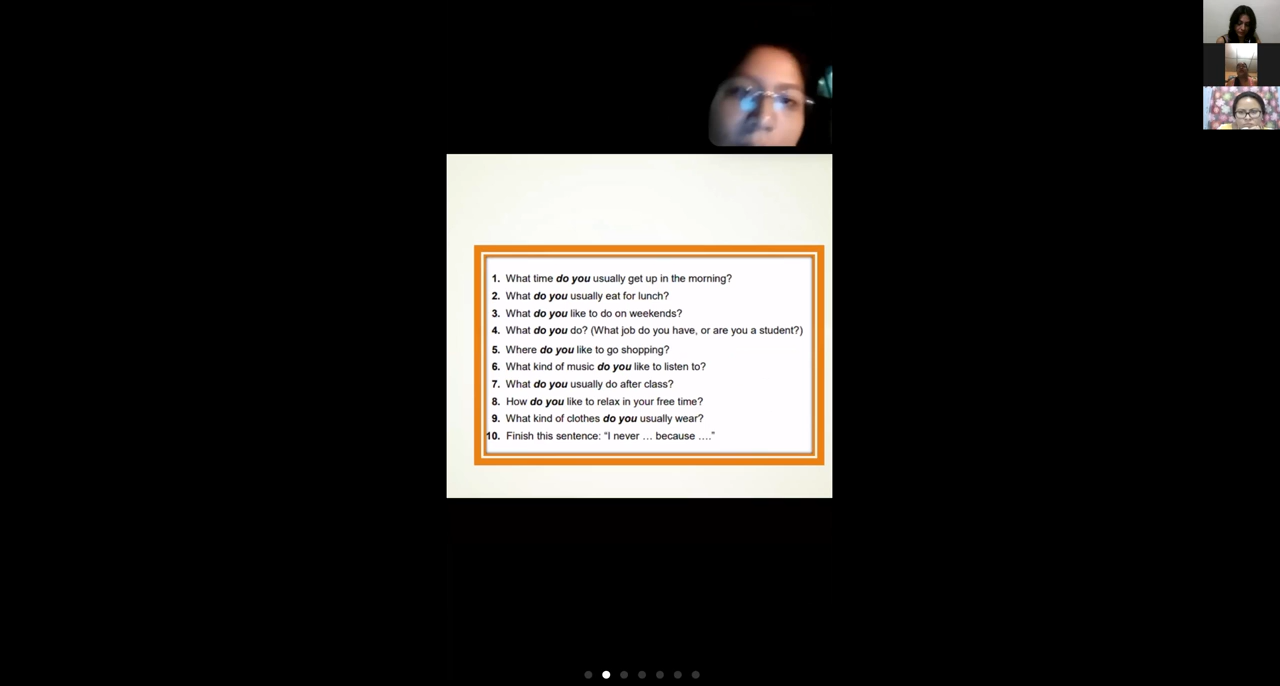 1. What time do you usually get up in the morning?
2. What do you usually eat for lunch?
3. What do you like to do on weekends?
4. What do you do? (What job do you have, or are you a student?)
5. Where do you like to go shopping?
6. What kind of music do you like to listen to?
7. What do you usually do after class?
8. How do you like to relax in your free time?
9. What kind of clothes do you usually wear?
10. Finish this sentence: “I never … because ….”